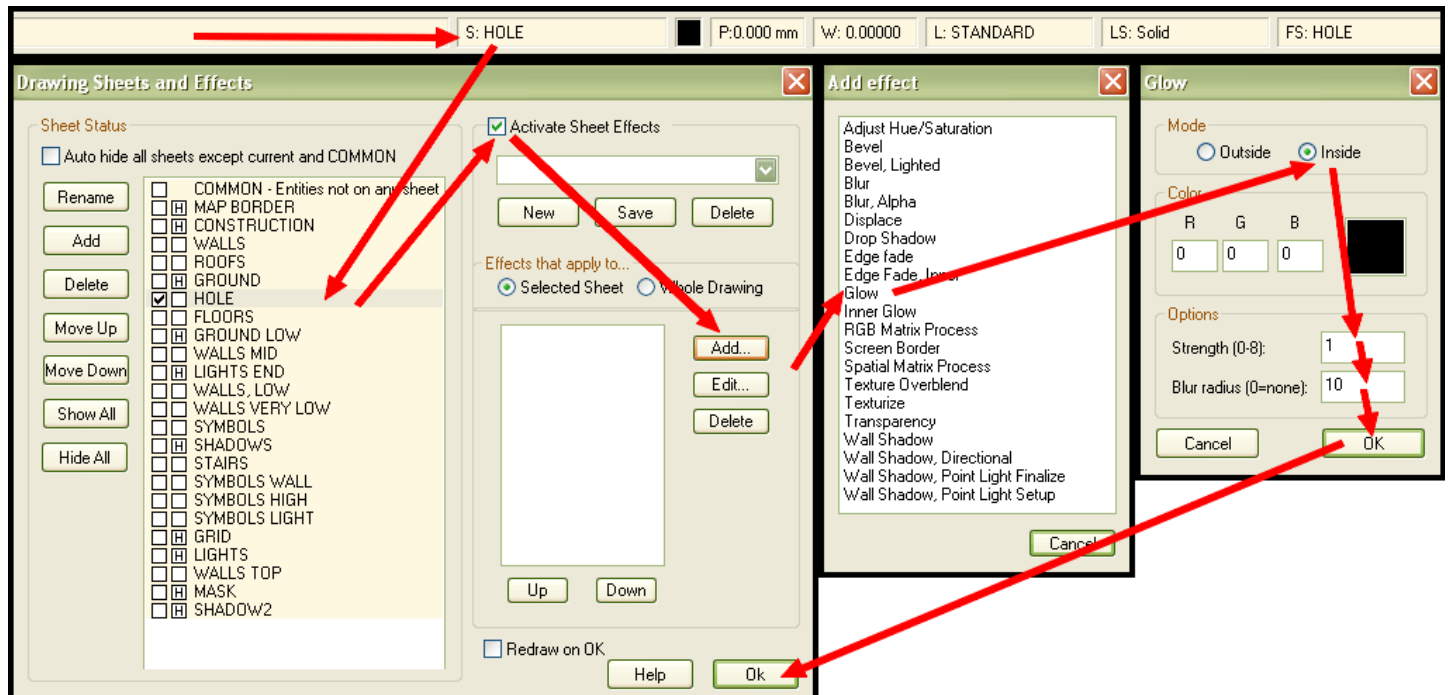 S: HOLE
P:0.000 mm
W: 0.00000
L: STANDARD
LS: Solid
FS: HOLE
Drawing Sheets and Effects
Sheet Status
Auto hide all sheets except current and COMMON
Rename
Add
Delete
Move Up
Move Down
Show All
Hide All
COMMON - Entities not on any sheet
H MAP BORDER
H CONSTRUCTION
WALLS
ROOFS
H GROUND
HOLE
FLOORS
H GROUND LOW
WALLS MID
H LIGHTS END
WALLS, LOW
WALLS VERY LOW
SYMBOLS
H SHADOWS
STAIRS
SYMBOLS WALL
SYMBOLS HIGH
SYMBOLS LIGHT
H GRID
H LIGHTS
WALLS TOP
H MASK
H SHADOW2
Activate Sheet Effects
New Save Delete
Effects that apply to...
Selected Sheet Whole Drawing
Add...
Edit...
Delete
Up Down
Redraw on OK
Help Ok
Add effect
Adjust Hue/Saturation
Bevel
Bevel, Lighted
Blur
Blur, Alpha
Displace
Drop Shadow
Edge fade
Edge Fade, Inner
Glow
Inner Glow
RGB Matrix Process
Screen Border
Spatial Matrix Process
Texture Overblend
Texturize
Transparency
Wall Shadow
Wall Shadow, Directional
Wall Shadow, Point Light Finalize
Wall Shadow, Point Light Setup
Cancel
Glow
Mode
Outside Inside
Color
R G B
0 0 0
Options
Strength (0-8): 1
Blur radius (0=none): 10
Cancel OK